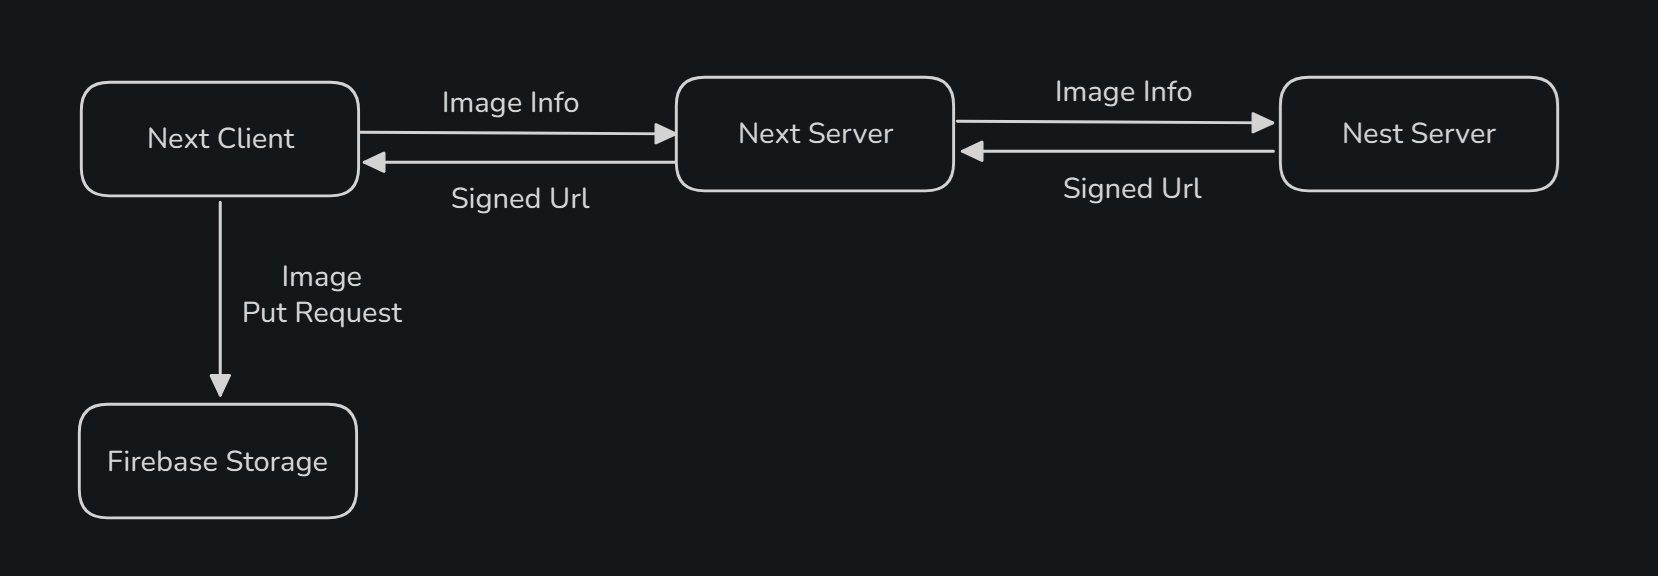 Next Client
Image Info
Signed Url
Next Server
Image Info
Signed Url
Nest Server
Image
Put Request
Firebase Storage